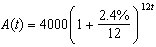 A(t) = 4000(1 + 2.4%/12)^12t